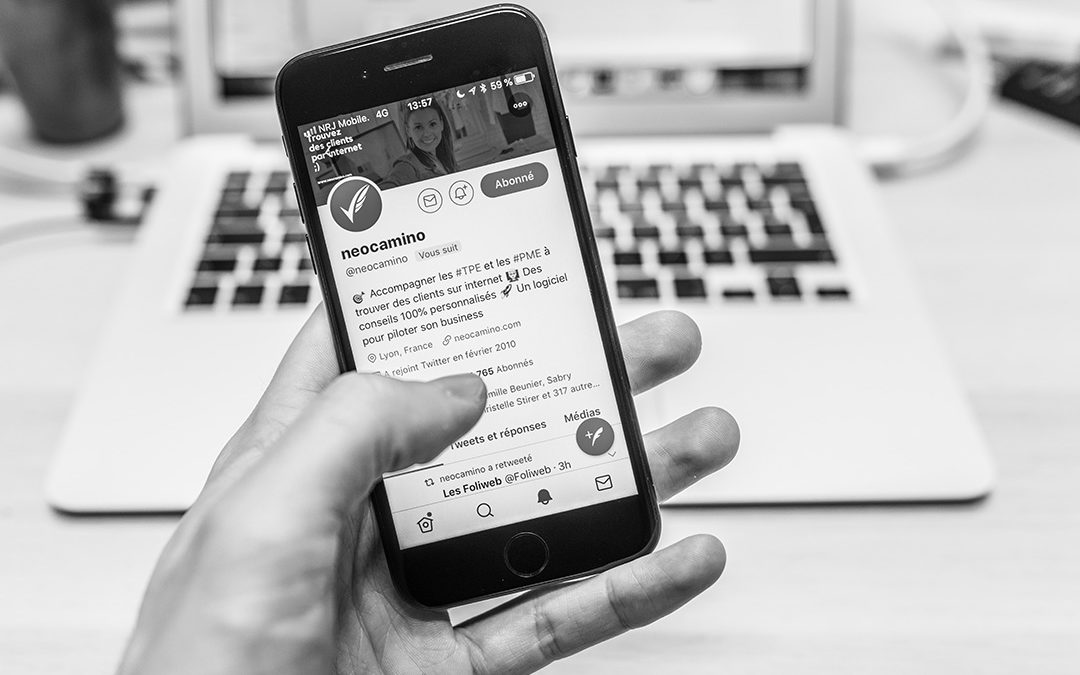 NRJ Mobile. 4G 13:57 59 %
Trouvez
des clients
par internet
;)
Abonné
neocamino
@neocamino Vous suit
Accompagner les #TPE et les #PME à
trouver des clients sur internet Des
conseils 100% personnalisés Un logiciel
pour piloter son business
Lyon, France neocamino.com
A rejoint Twitter en février 2010
765 Abonnés
mille Beunier, Sabry
ristelle Stirer et 317 autre...
Tweets et réponses Médias
neocamino a retweeté
Les Foliweb @Foliweb · 3h